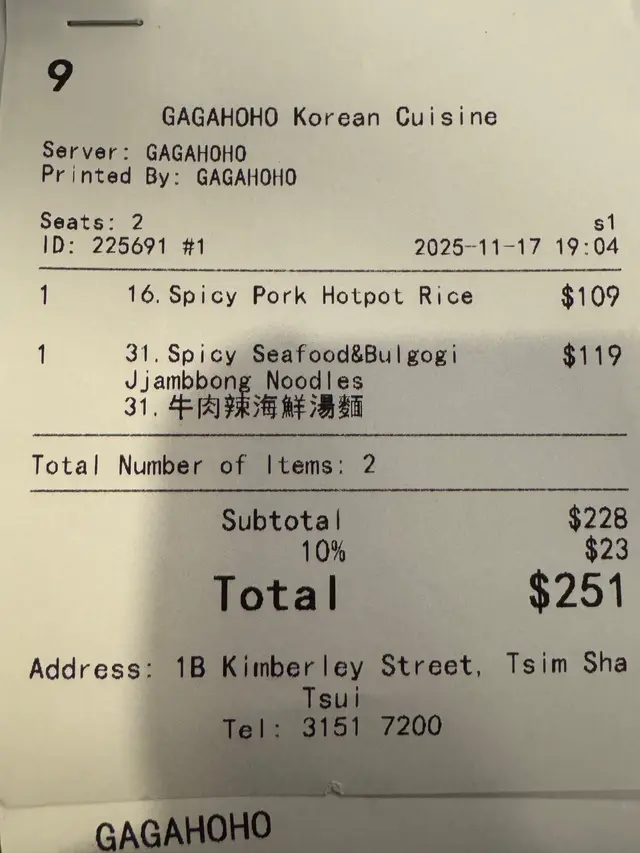 9
GAGAHOHO Korean Cuisine
Server: GAGAHOHO
Printed By: GAGAHOHO
Seats: 2 s1
ID: 225691 #1 2025-11-17 19:04
1 16. Spicy Pork Hotpot Rice $109
1 31. Spicy Seafood&Bulgogi $119
Jjambbong Noodles
31. 牛肉辣海鮮湯麵
Total Number of Items: 2
Subtotal $228
10% $23
Total $251
Address: 1B Kimberley Street, Tsim Sha
Tsui
Tel: 3151 7200
GAGAHOHO